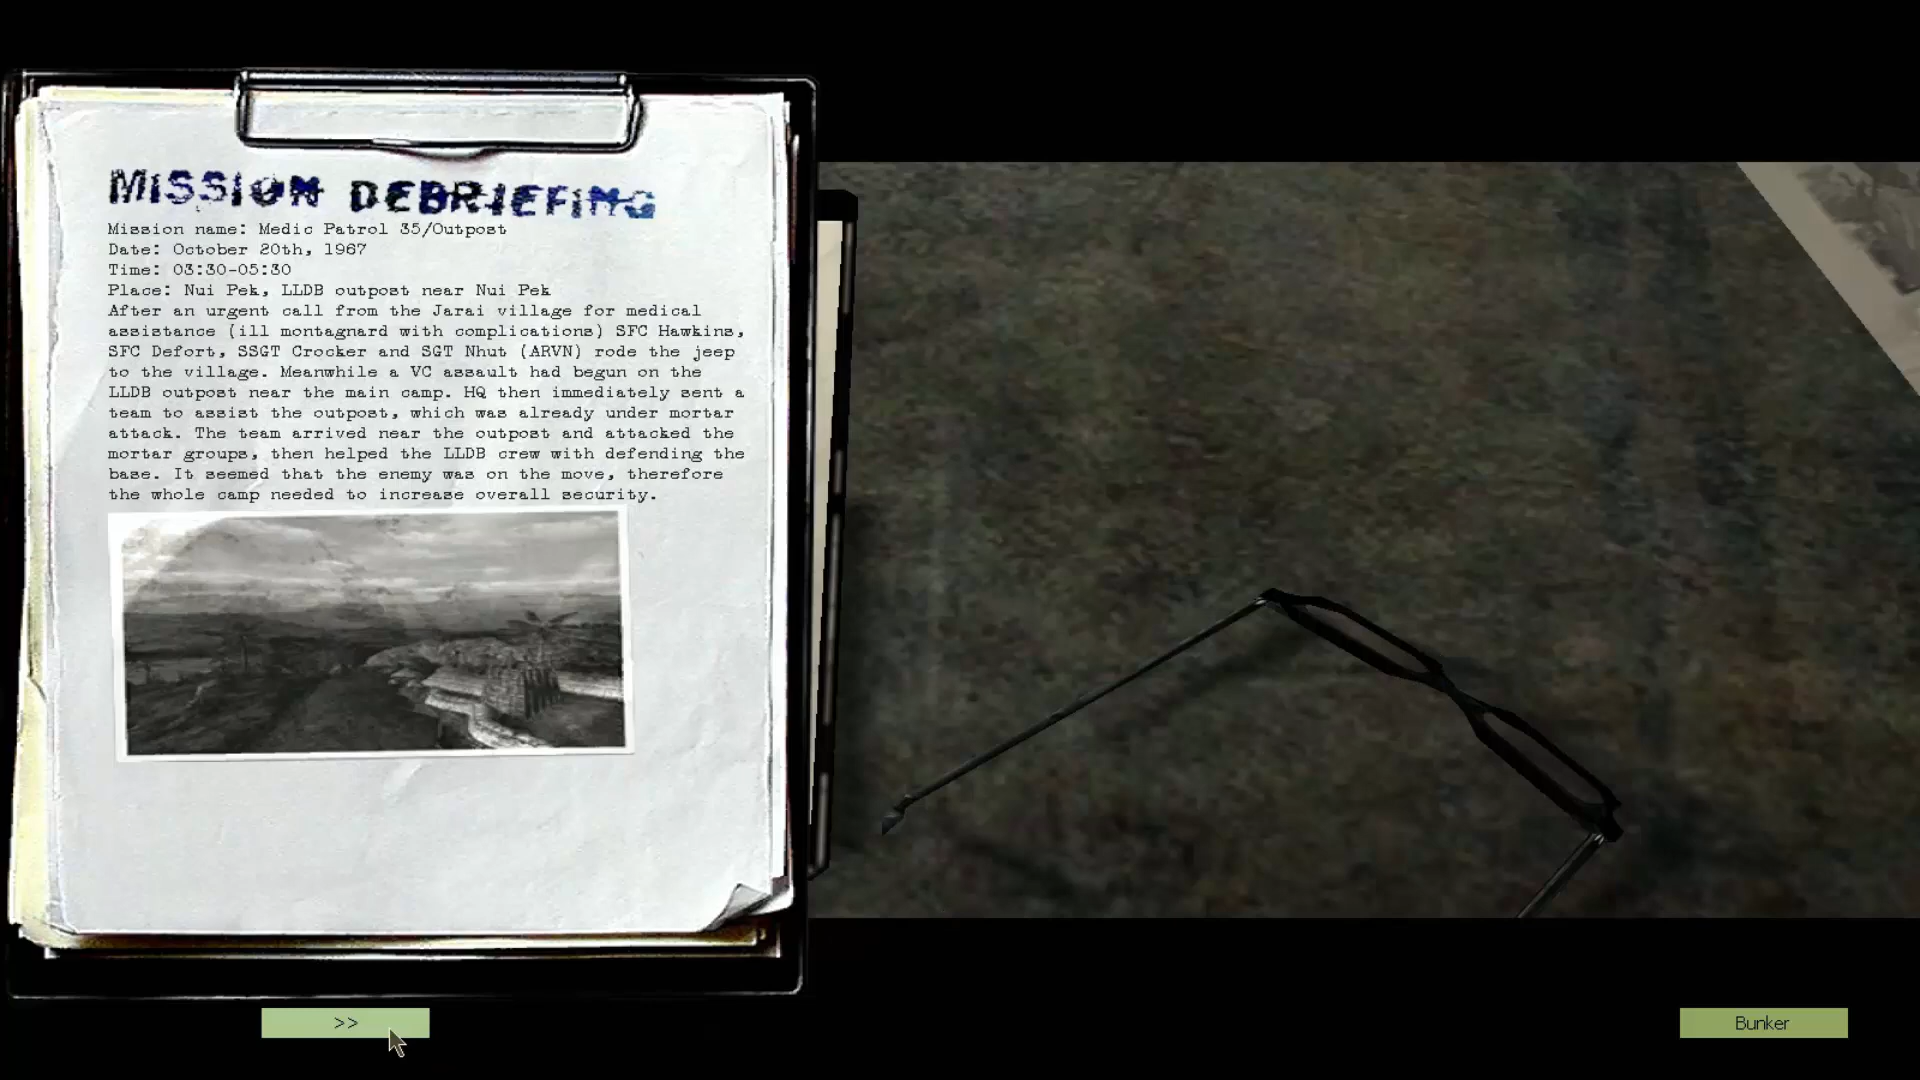 MISSION DEBRIEFING
Mission name: Medic Patrol 35/Outpost
Date: October 20th, 1967
Time: 03:30-05:30
Place: Nui Pek, LLDB outpost near Nui Pek
After an urgent call from the Jarai village for medical
assistance (ill montagnard with complications) SFC Hawkins,
SFC Defort, SSGT Crocker and SGT Nhut (ARVN) rode the jeep
to the village. Meanwhile a VC assault had begun on the
LLDB outpost near the main camp. HQ then immediately sent a
team to assist the outpost, which was already under mortar
attack. The team arrived near the outpost and attacked the
mortar groups, then helped the LLDB crew with defending the
base. It seemed that the enemy was on the move, therefore
the whole camp needed to increase overall security.
>>
Bunker